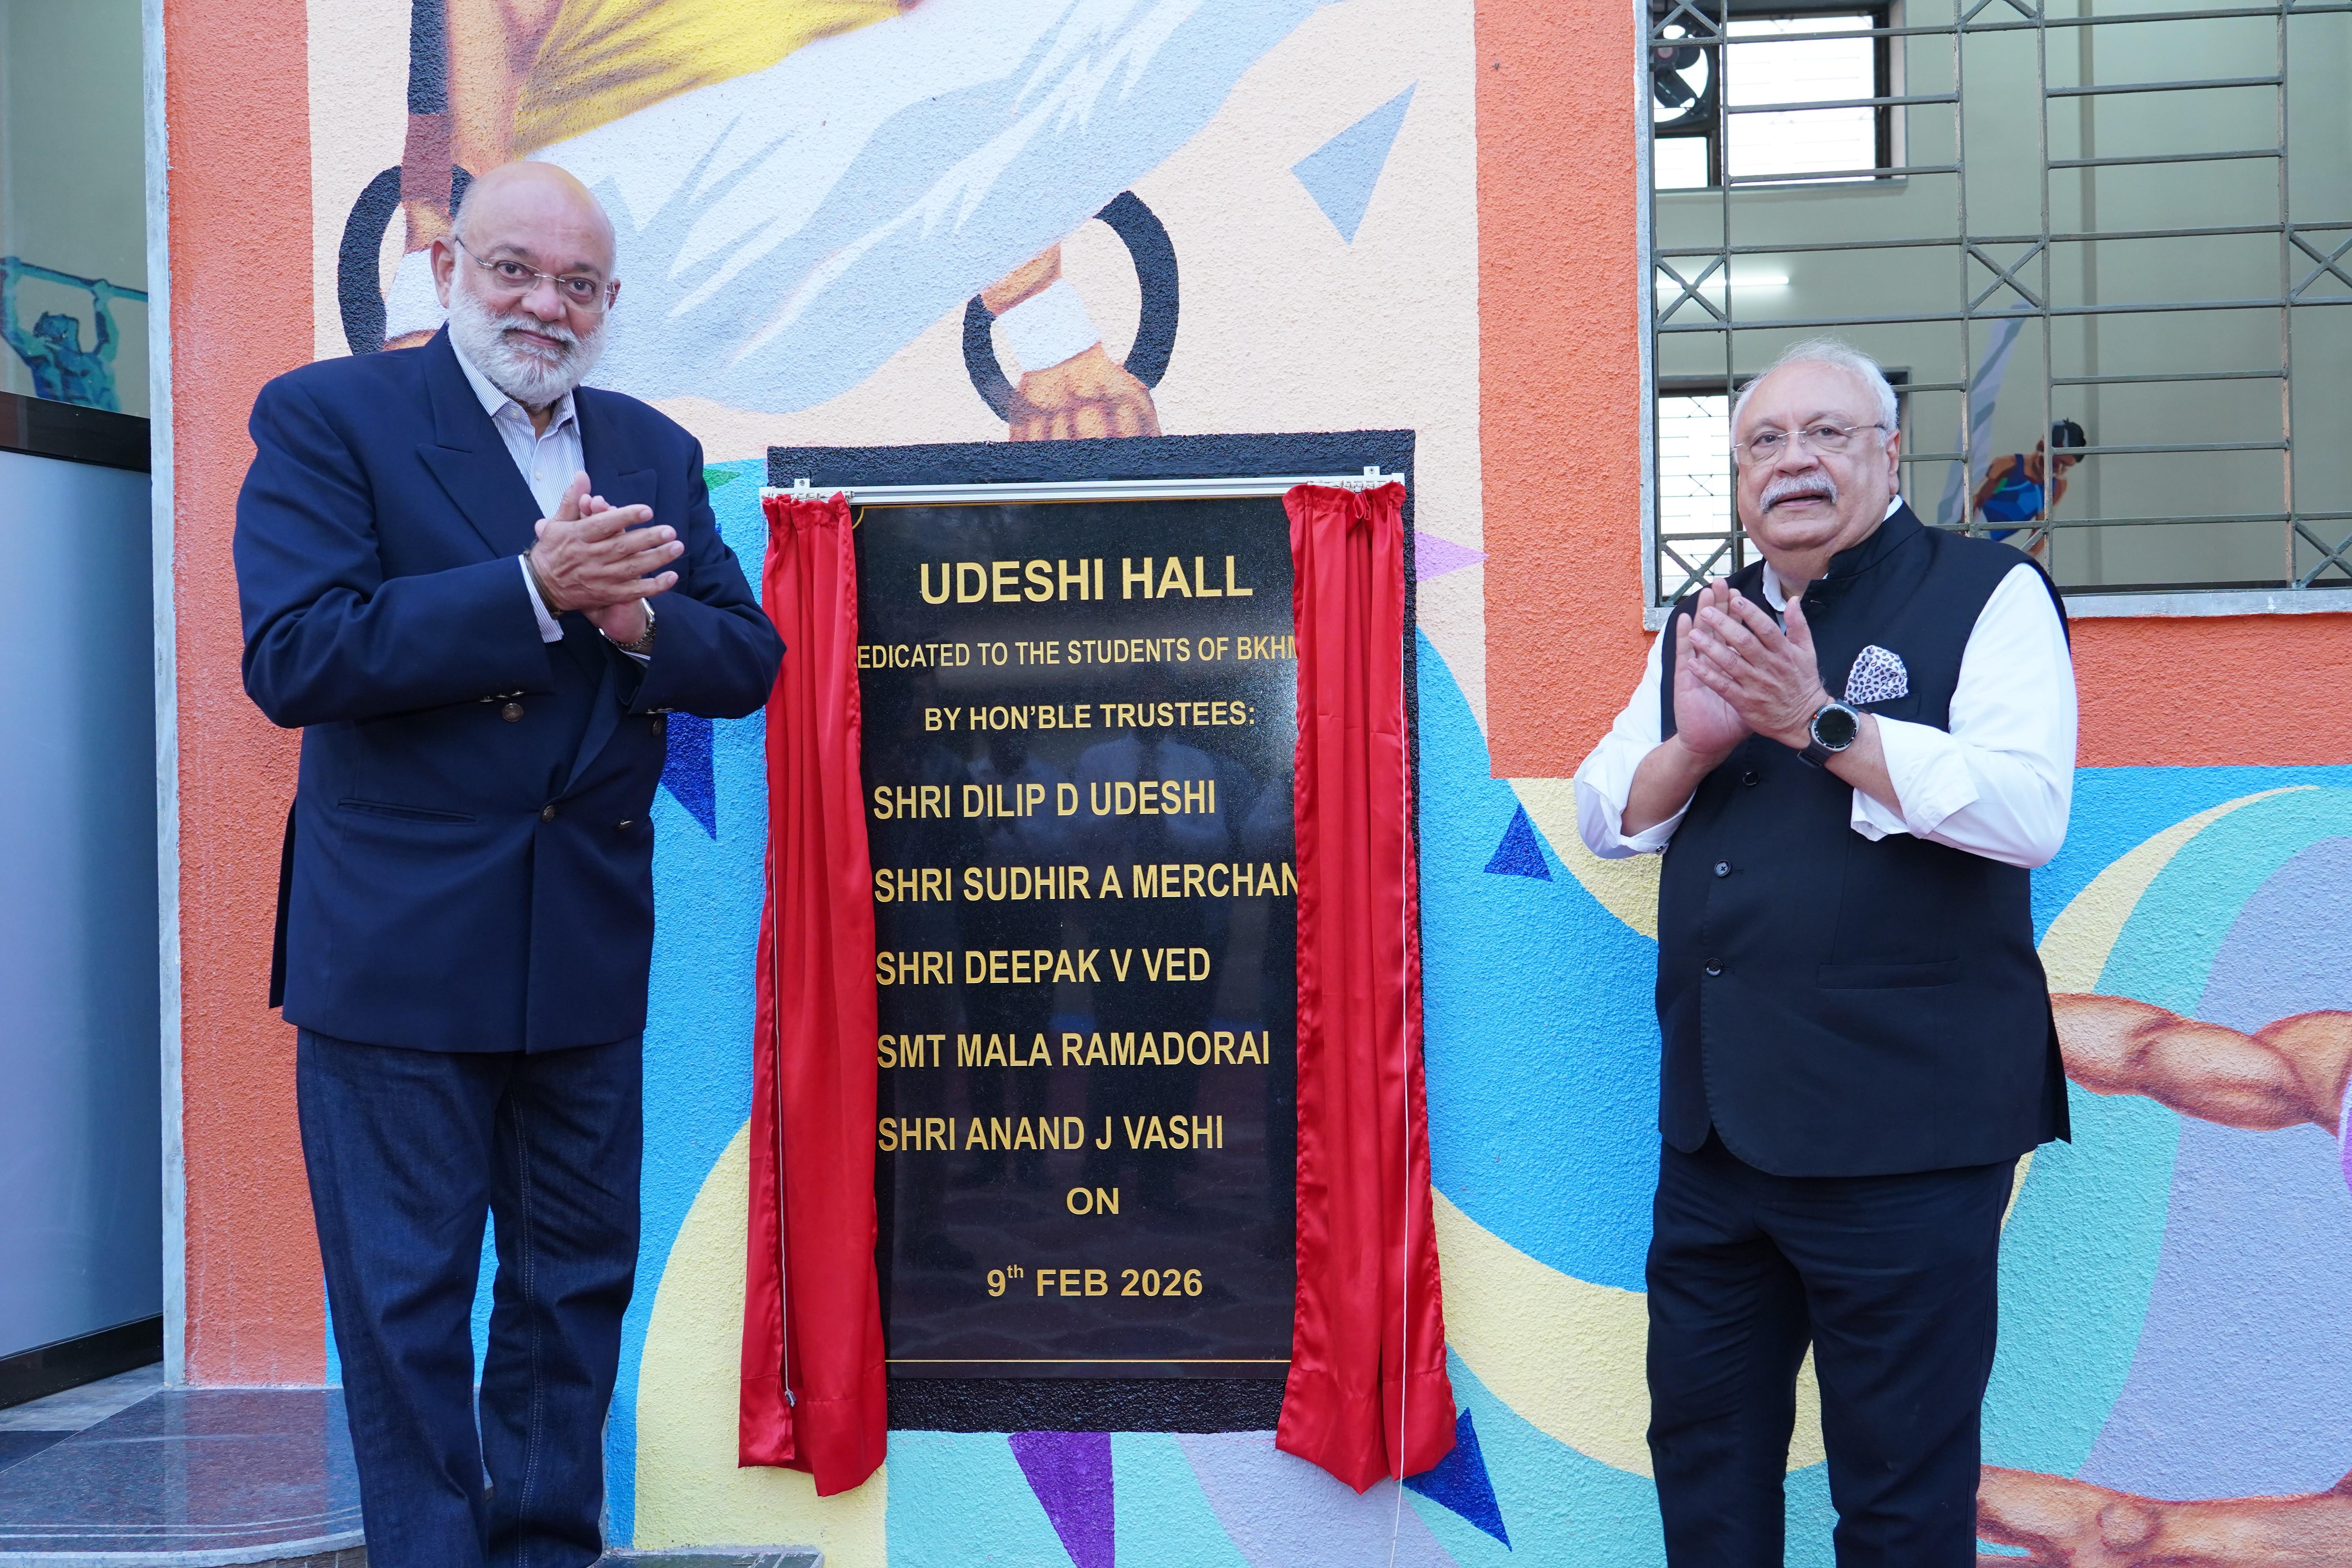 UDESHI HALL
EDICATED TO THE STUDENTS OF BKH
BY HON'BLE TRUSTEES:
SHRI DILIP D UDESHI
SHRI SUDHIR A MERCHAN
SHRI DEEPAK V VED
SMT MALA RAMADORAI
SHRI ANAND J VASHI
ON
9th FEB 2026